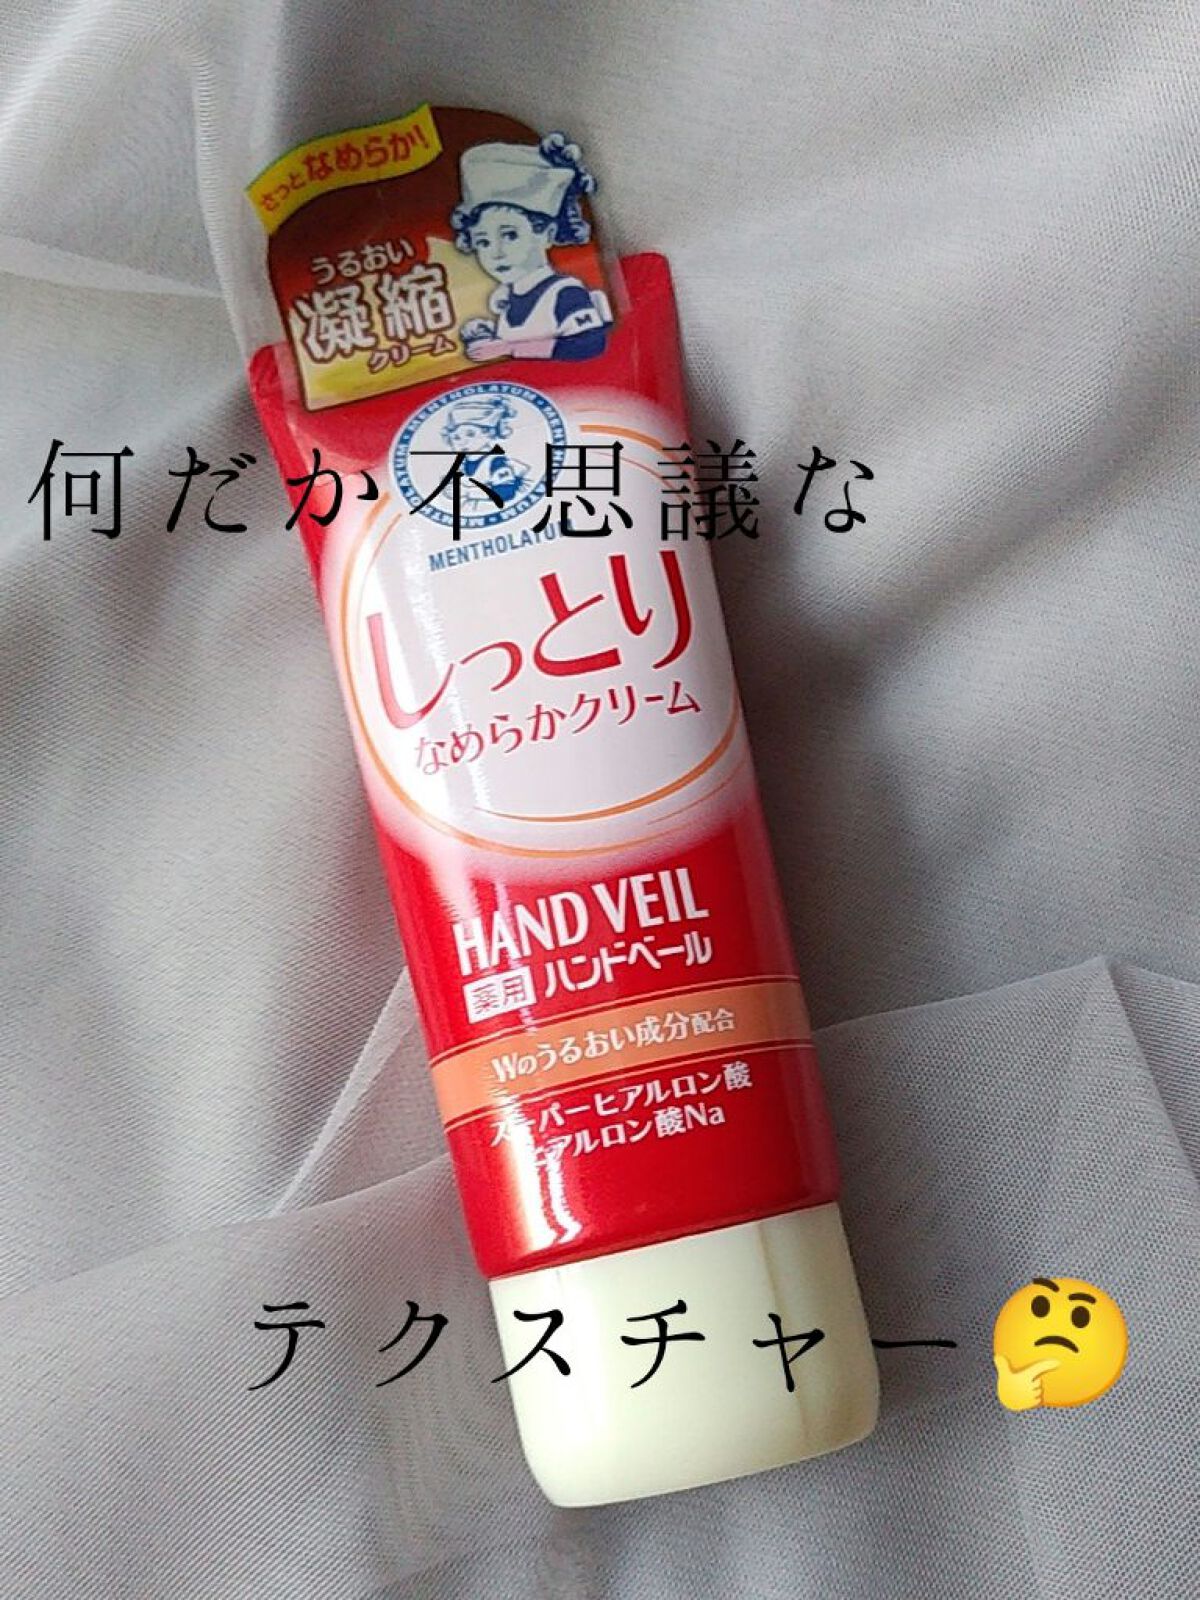 さっとなめらか!
うるおい
凝縮
クリーム
MENTHOLATUM
何だか不思議な
MENTHOLATUM
しっとり
なめらかクリーム
HAND VEIL
薬用 ハンドベール
Wのうるおい成分配合
スーパーヒアルロン酸
ヒアルロン酸Na
テクスチャー🤔